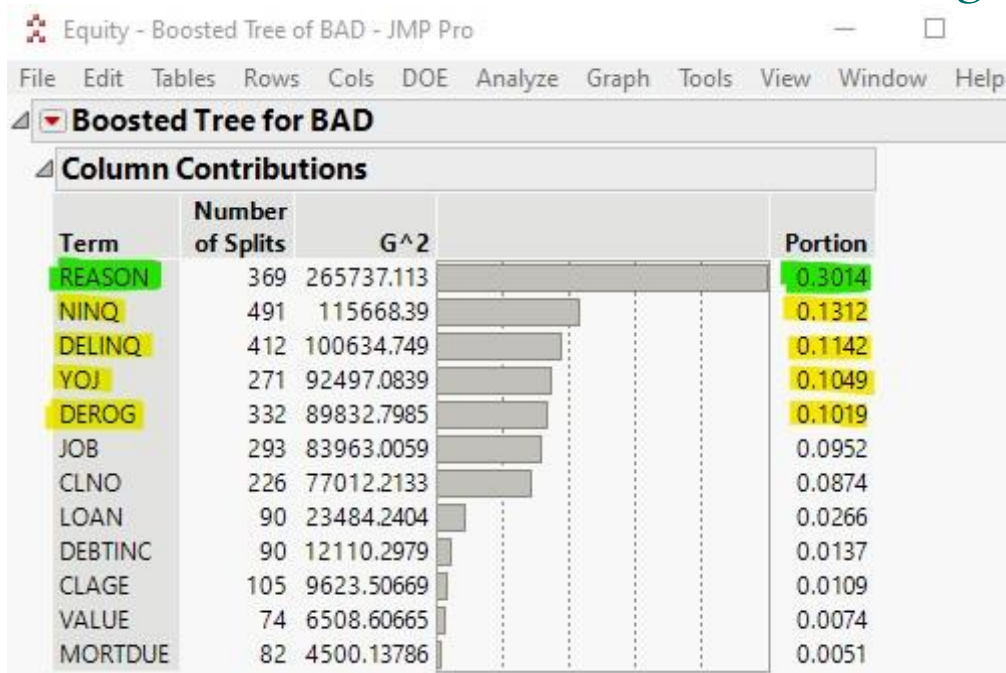 Equity - Boosted Tree of BAD - JMP Pro
File Edit Tables Rows Cols DOE Analyze Graph Tools View Window Help
Boosted Tree for BAD
Column Contributions
Term Number of Splits G^2 Portion
REASON 369 265737.113 0.3014
NINQ 491 115668.39 0.1312
DELINQ 412 100634.749 0.1142
YOJ 271 92497.0839 0.1049
DEROG 332 89832.7985 0.1019
JOB 293 83963.0059 0.0952
CLNO 226 77012.2133 0.0874
LOAN 90 23484.2404 0.0266
DEBTINC 90 12110.2979 0.0137
CLAGE 105 9623.50669 0.0109
VALUE 74 6508.60665 0.0074
MORTDUE 82 4500.13786 0.0051